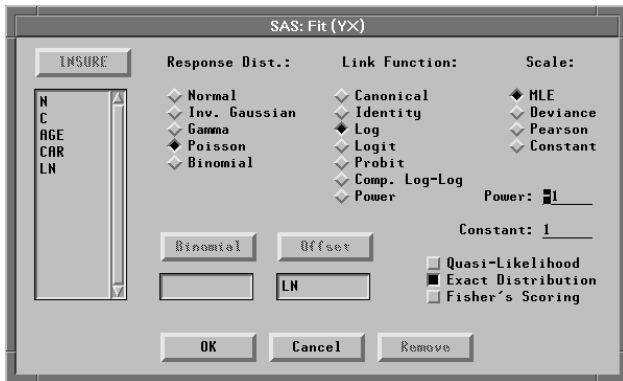 SAS: Fit (YX)
INSURE
N
C
AGE
CAR
LN
Response Dist.:
Normal
Inv. Gaussian
Gamma
Poisson
Binomial
Link Function:
Canonical
Identity
Log
Logit
Probit
Comp. Log-Log
Power
Scale:
MLE
Deviance
Pearson
Constant
Power: -1
Constant: 1
Binomial
Offset
LN
Quasi-Likelihood
Exact Distribution
Fisher's Scoring
OK
Cancel
Remove